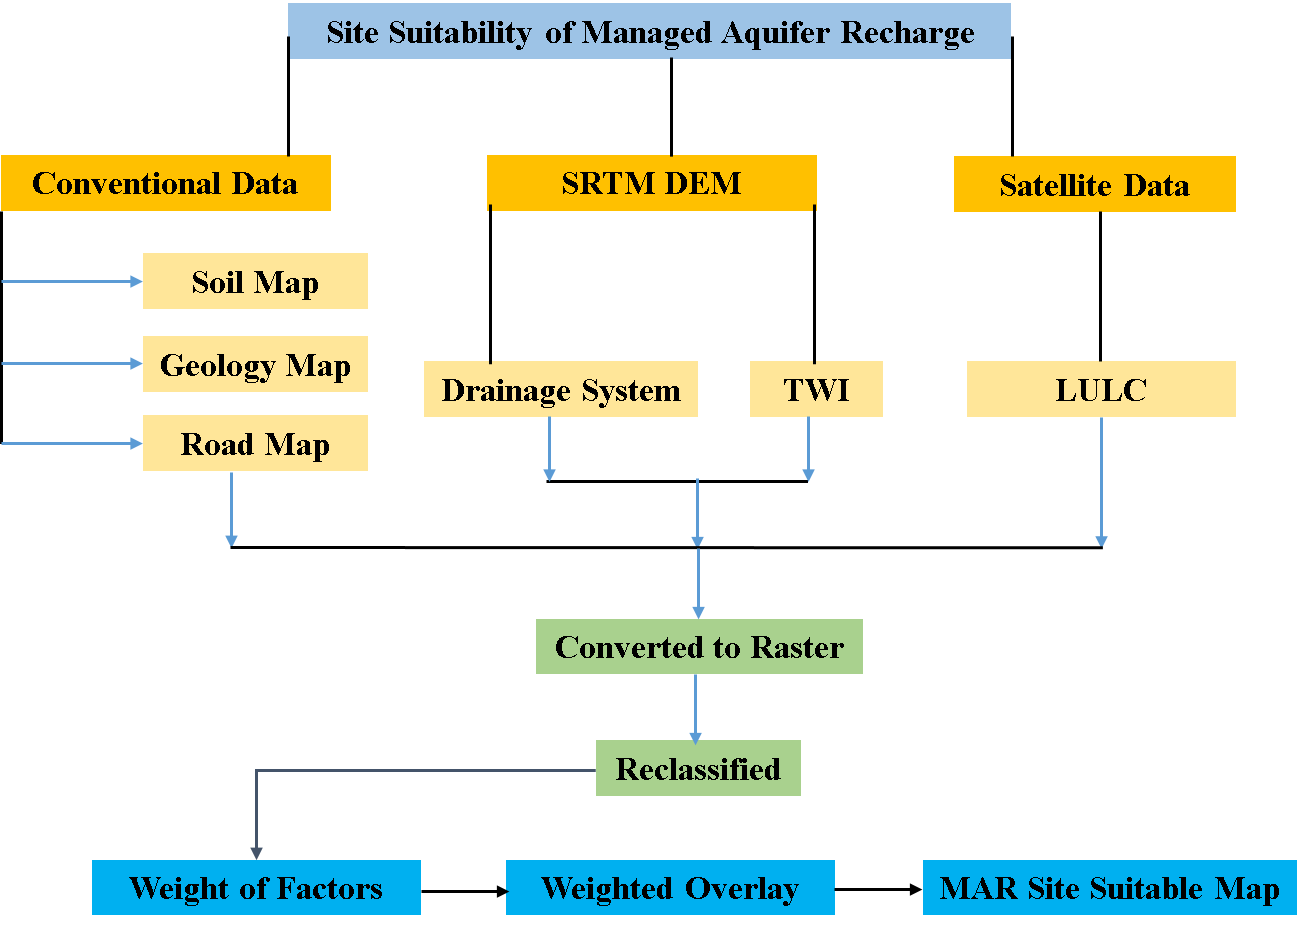 Site Suitability of Managed Aquifer Recharge
Conventional Data
SRTM DEM
Satellite Data
Soil Map
Geology Map
Road Map
Drainage System
TWI
LULC
Converted to Raster
Reclassified
Weight of Factors
Weighted Overlay
MAR Site Suitable Map